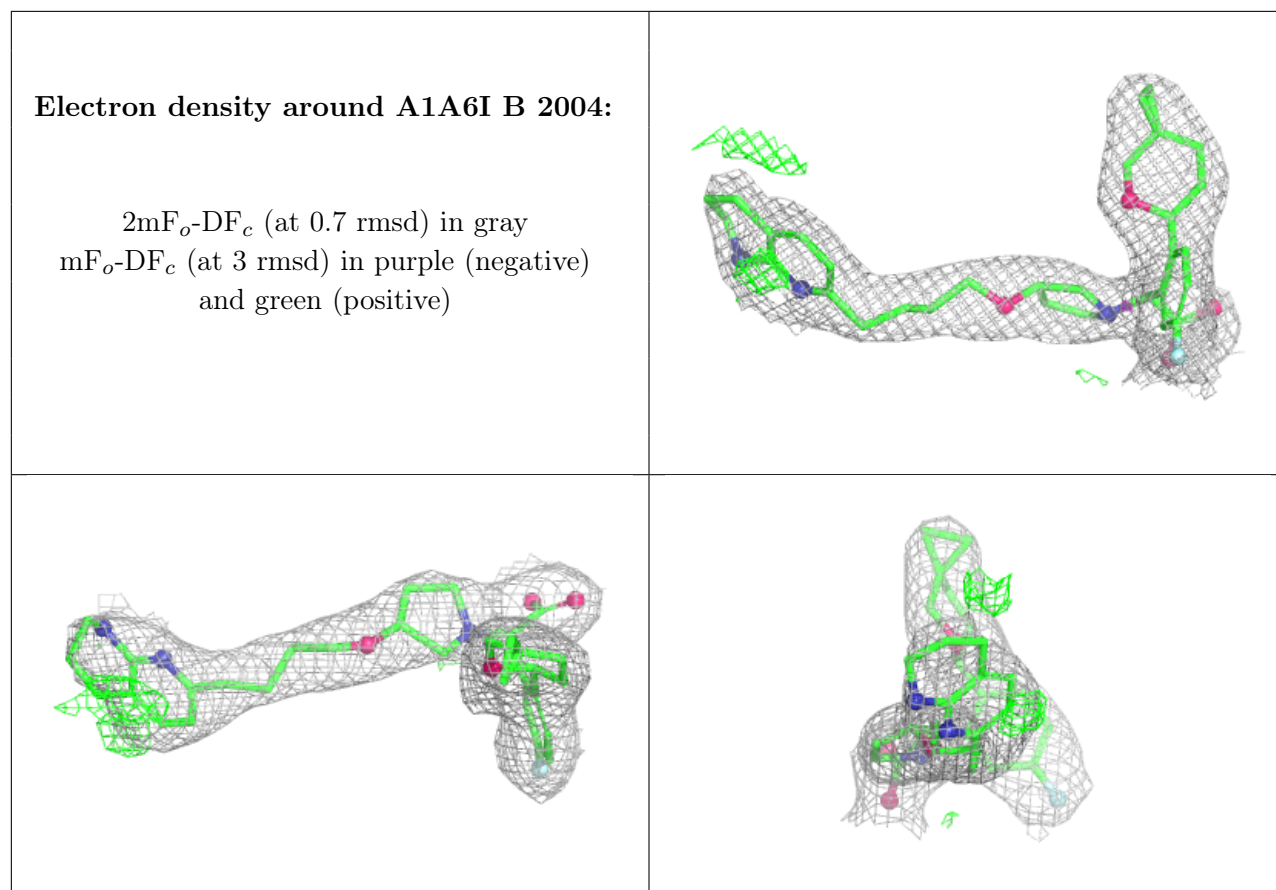 Electron density around A1A6I B 2004:
2mFo-DFc (at 0.7 rmsd) in gray
mFo-DFc (at 3 rmsd) in purple (negative)
and green (positive)